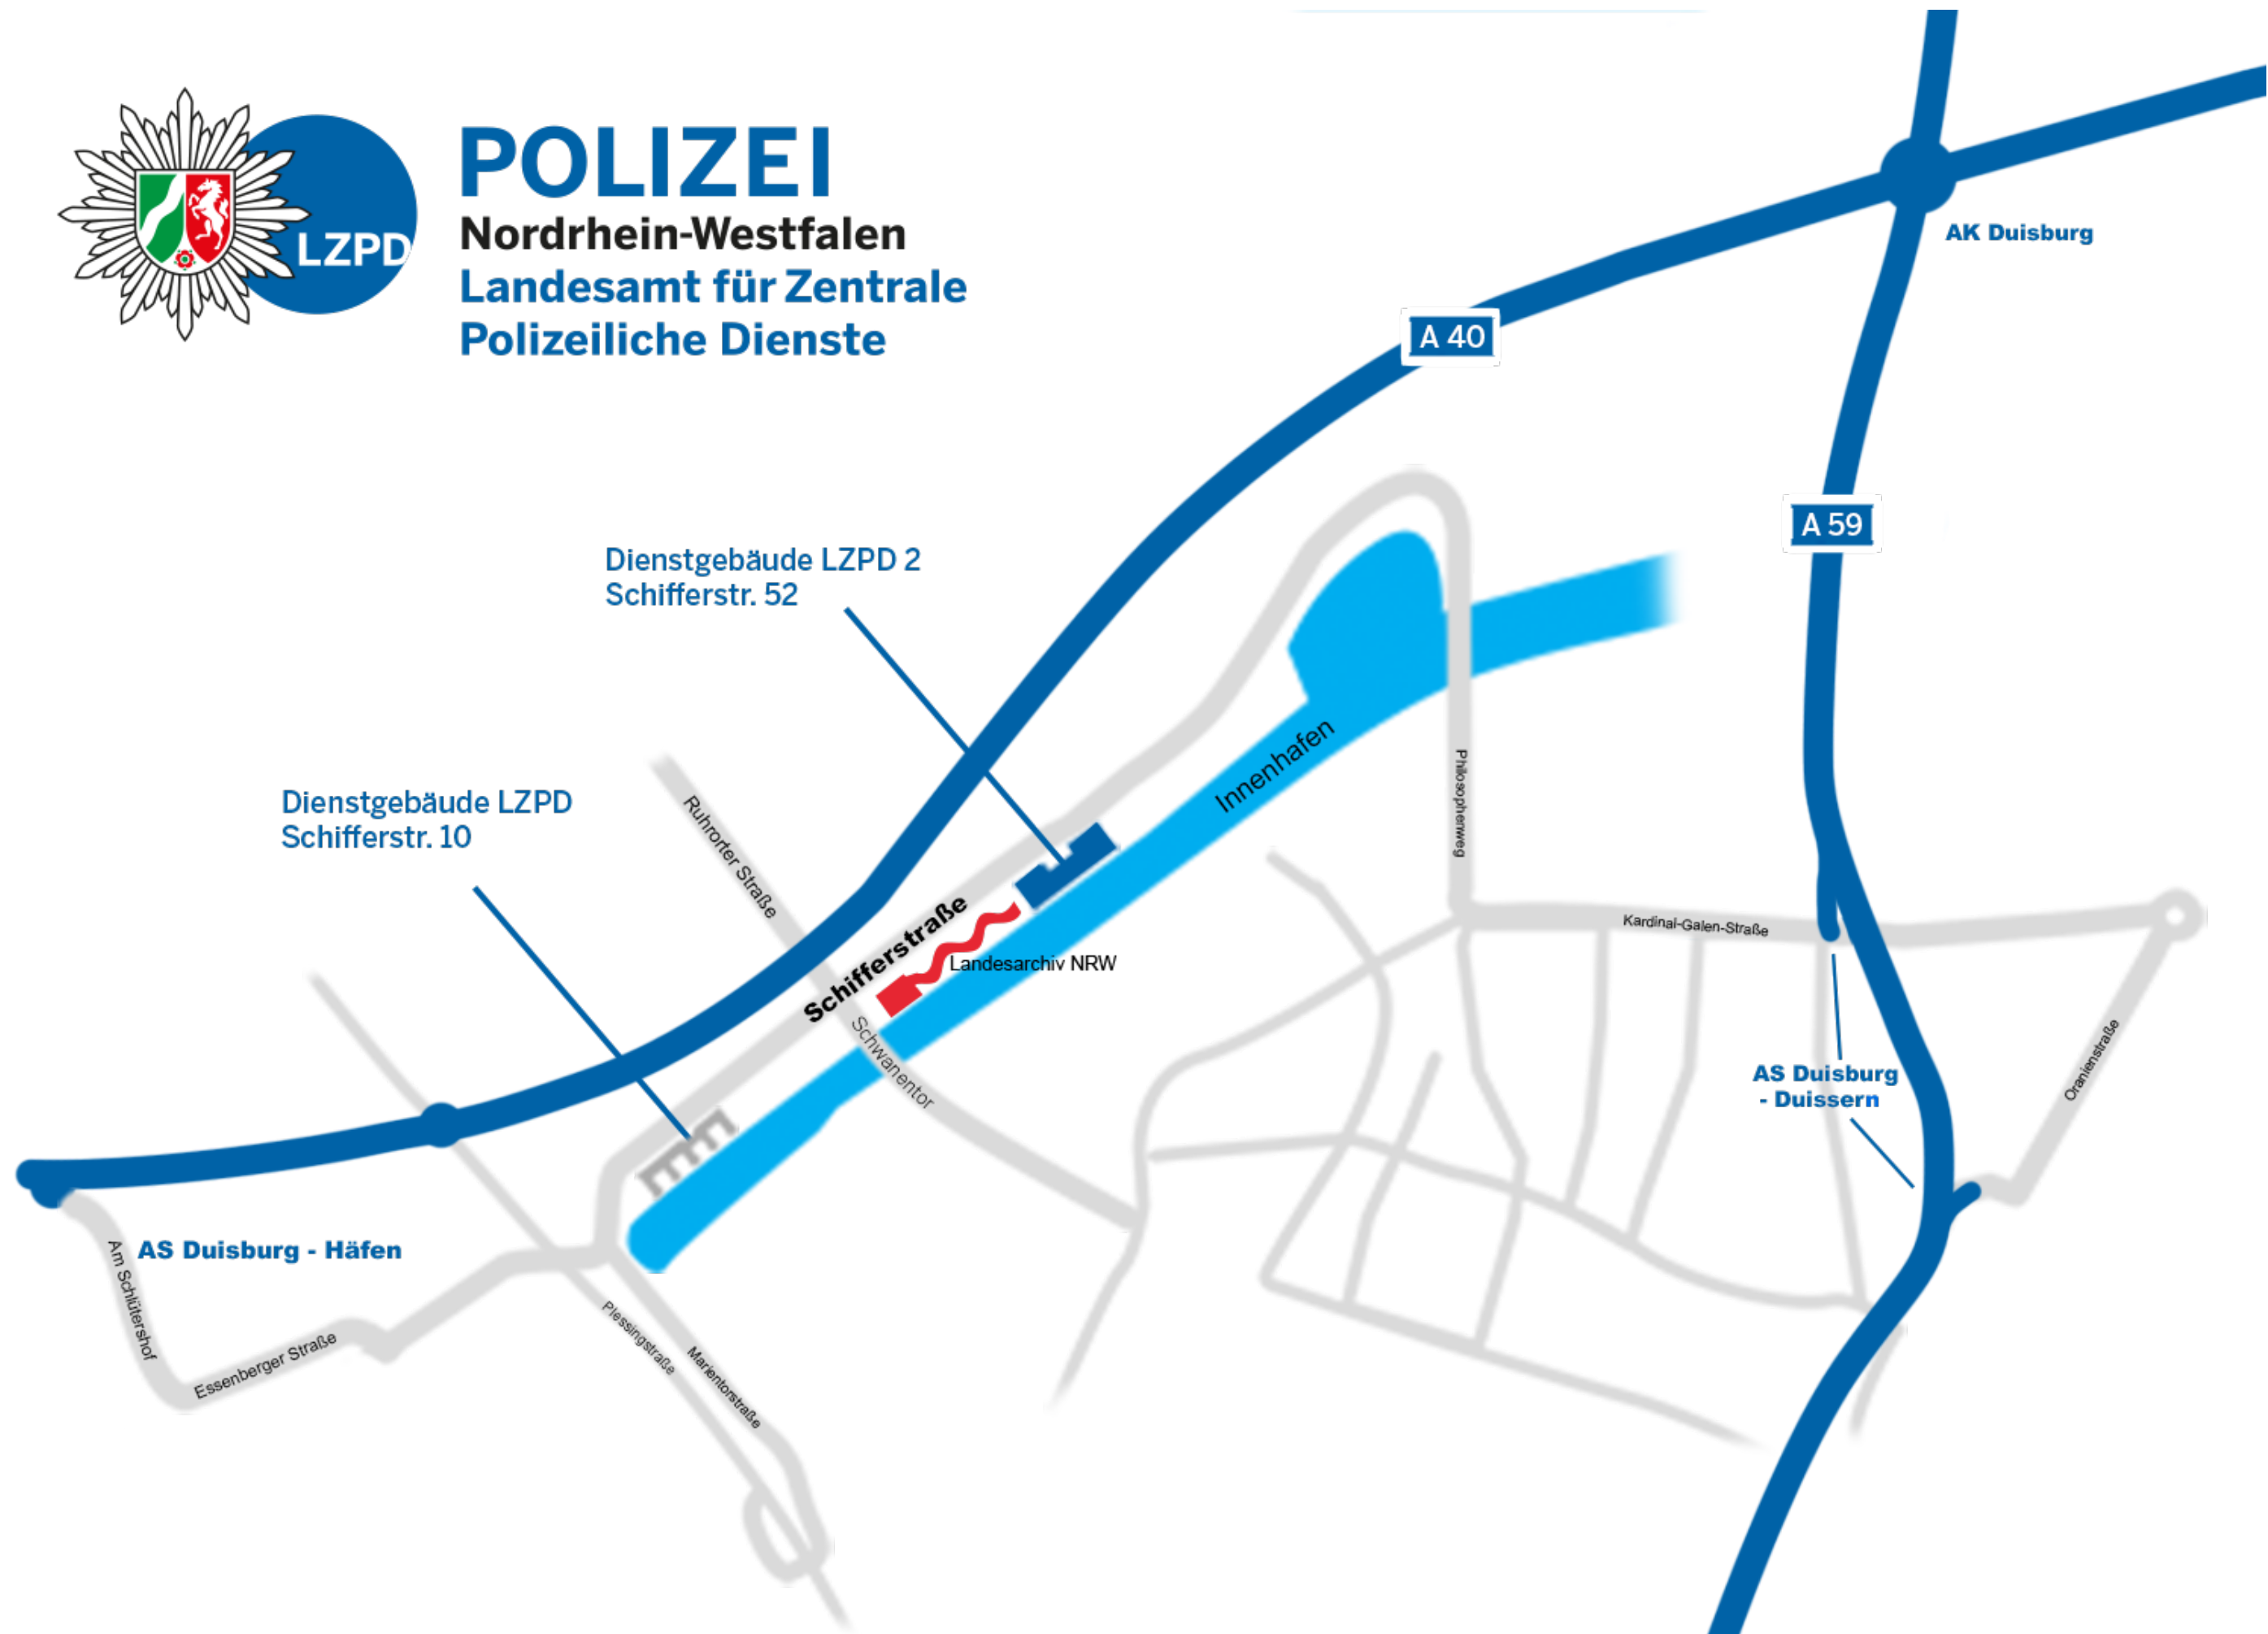 LZPD
POLIZEI
Nordrhein-Westfalen
Landesamt für Zentrale
Polizeiliche Dienste
AK Duisburg
A 40
A 59
Dienstgebäude LZPD 2
Schifferstr. 52
Dienstgebäude LZPD
Schifferstr. 10
Ruhrorter Straße
Innenhafen
Philosophenweg
Schifferstraße
Landesarchiv NRW
Schwanentor
Kardinal-Galen-Straße
AS Duisburg
- Duissern
Oranienstraße
AS Duisburg - Häfen
Am Schlütershof
Essenberger Straße
Plessingstraße
Marientorstraße